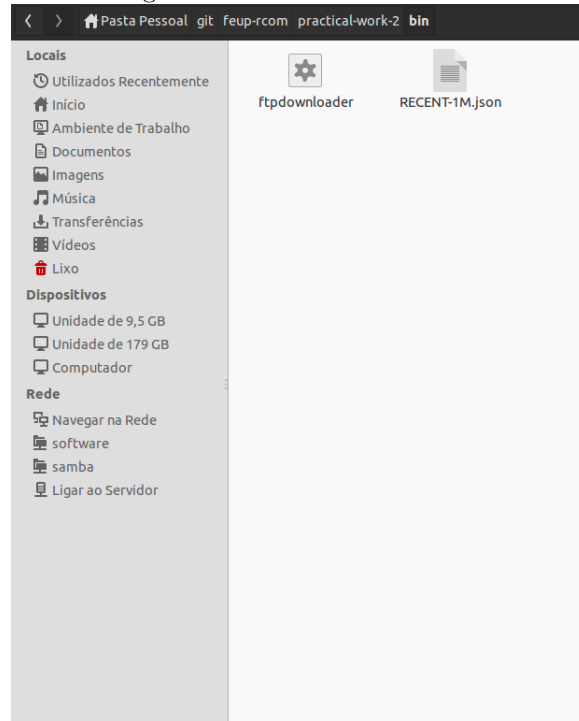 Pasta Pessoal git feup-rcom practical-work-2 bin
Locais
Utilizados Recentemente
Início
Ambiente de Trabalho
Documentos
Imagens
Música
Transferências
Vídeos
Lixo
Dispositivos
Unidade de 9,5 GB
Unidade de 179 GB
Computador
Rede
Navegar na Rede
software
samba
Ligar ao Servidor
ftpdownloader RECENT-1M.json